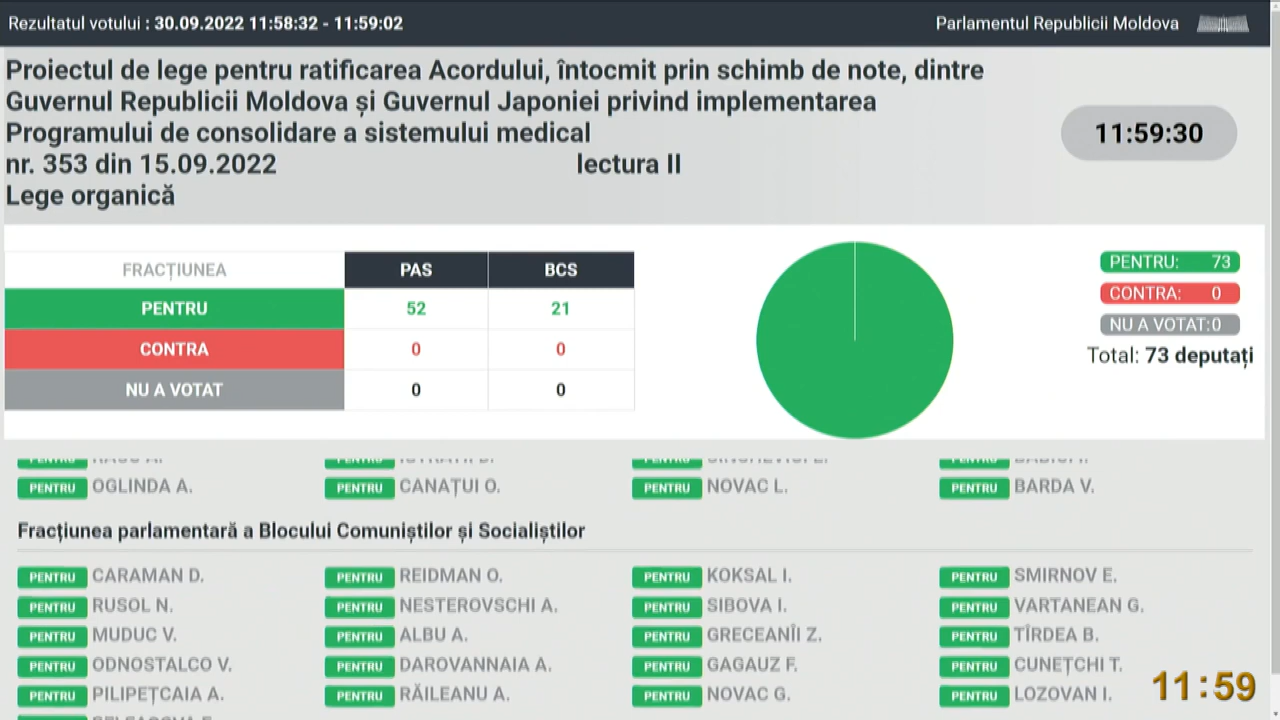 Rezultatul votului : 30.09.2022 11:58:32 - 11:59:02
Parlamentul Republicii Moldova
Proiectul de lege pentru ratificarea Acordului, întocmit prin schimb de note, dintre
Guvernul Republicii Moldova și Guvernul Japoniei privind implementarea
Programului de consolidare a sistemului medical
nr. 353 din 15.09.2022 lectura II
Lege organică
11:59:30
FRACȚIUNEA PAS BCS
PENTRU 52 21
CONTRA 0 0
NU A VOTAT 0 0
PENTRU: 73
CONTRA: 0
NU A VOTAT:0
Total: 73 deputați
PENTRU OGLINDA A. PENTRU CANAȚUI O. PENTRU NOVAC L. PENTRU BARDA V.
Fracțiunea parlamentară a Blocului Comuniștilor și Socialiștilor
PENTRU CARAMAN D. PENTRU REIDMAN O. PENTRU KOKSAL I. PENTRU SMIRNOV E.
PENTRU RUSOL N. PENTRU NESTEROVSCHI A. PENTRU SIBOVA I. PENTRU VARTANEAN G.
PENTRU MUDUC V. PENTRU ALBU A. PENTRU GRECEANÎI Z. PENTRU TÎRDEA B.
PENTRU ODNOSTALCO V. PENTRU DAROVANNAIA A. PENTRU GAGAUZ F. PENTRU CUNEȚCHI T.
PENTRU PILIPEȚCAIA A. PENTRU RĂILEANU A. PENTRU NOVAC G. PENTRU LOZOVAN I.
11:59